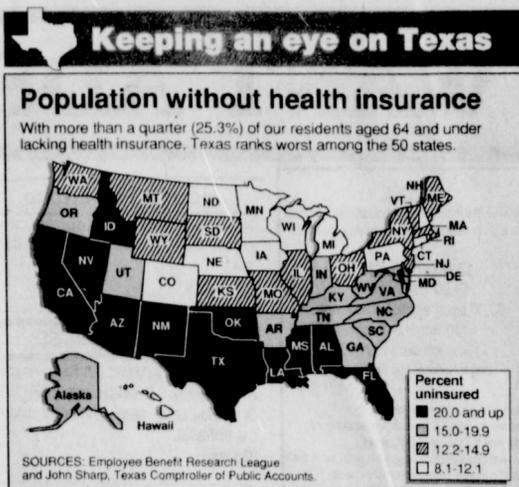 Keeping an eye on Texas
Population without health insurance
With more than a quarter (25.3%) of our residents aged 64 and under
lacking health insurance, Texas ranks worst among the 50 states.
WA
MT
ND
MN
VT
NH
ME
OR
ID
SD
WI
MI
NY
MA
WY
RI
NV
NE
IA
PA
CT
UT
IL
IN
OH
NJ
CA
CO
KS
MO
WV
VA
MD
DE
KY
AZ
NM
OK
AR
TN
NC
SC
TX
LA
MS
AL
GA
FL
Alaska
Hawaii
Percent
uninsured
20.0 and up
15.0-19.9
12.2-14.9
8.1-12.1
SOURCES: Employee Benefit Research League
and John Sharp, Texas Comptroller of Public Accounts.